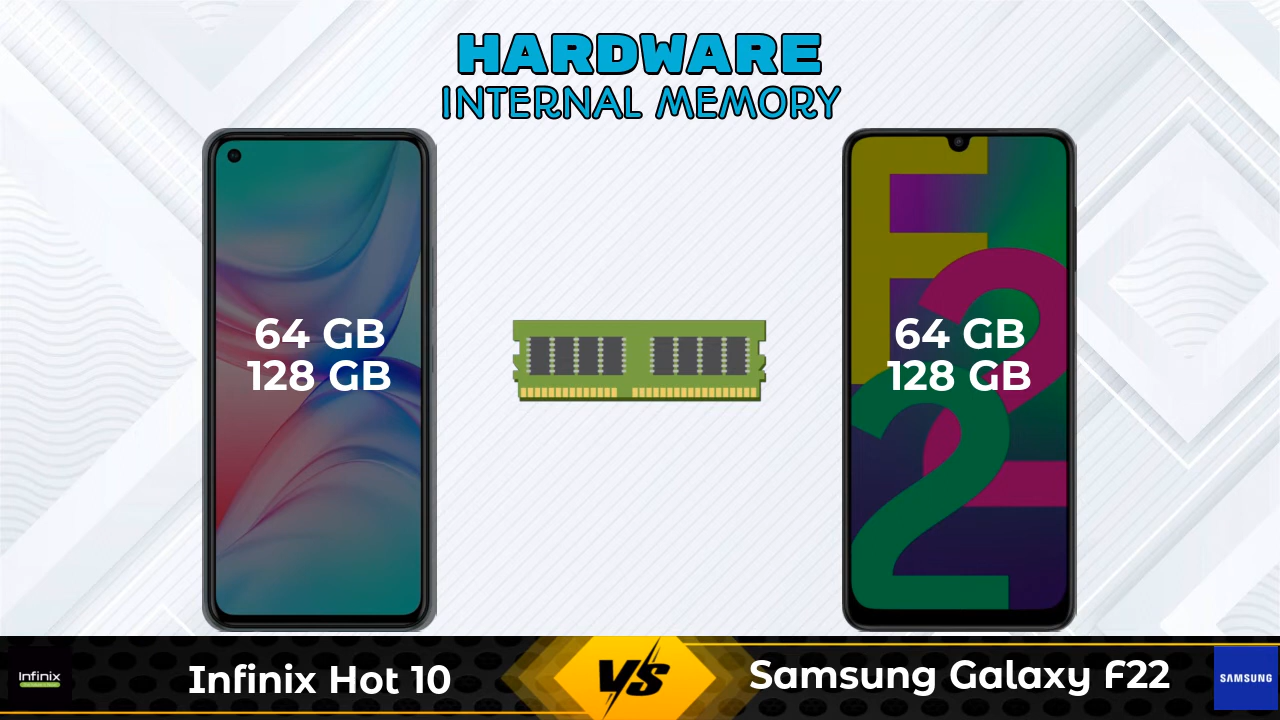 HARDWARE
INTERNAL MEMORY
64 GB
128 GB
64 GB
128 GB
F
22
Infinix
Infinix Hot 10
VS
Samsung Galaxy F22
SAMSUNG